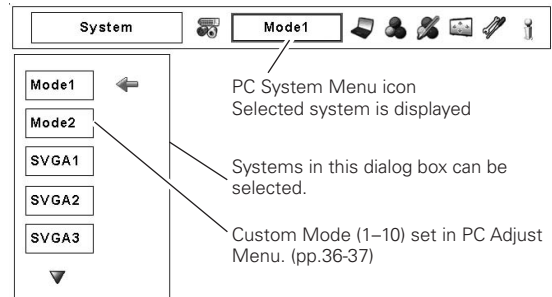 System
Mode1
Mode1
Mode2
SVGA1
SVGA2
SVGA3
PC System Menu icon
Selected system is displayed
Systems in this dialog box can be
selected.
Custom Mode (1–10) set in PC Adjust
Menu. (pp.36-37)